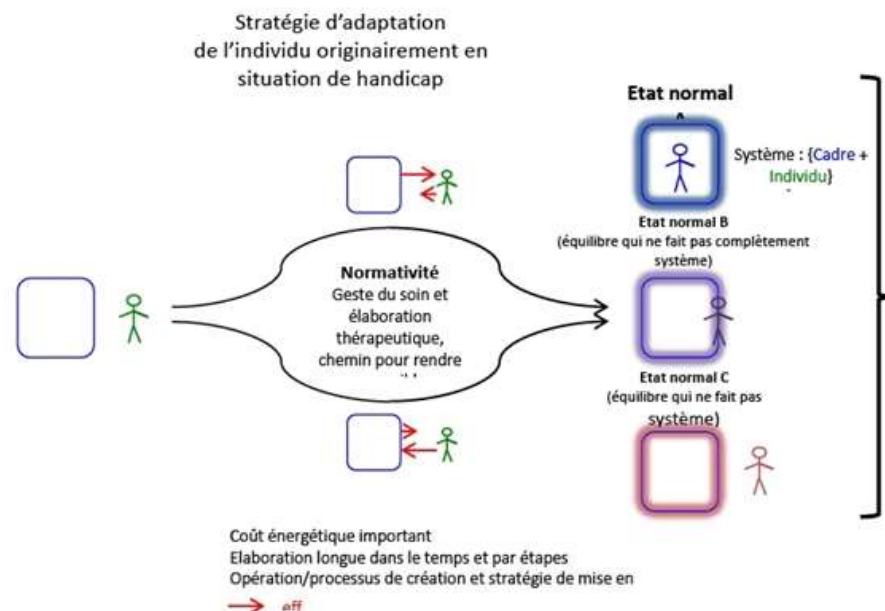 Stratégie d'adaptation
de l'individu originairement en
situation de handicap
Etat normal
Système : {Cadre +
Individu}
Etat normal B
(équilibre qui ne fait pas complètement
système)
Normativité
Geste du soin et
élaboration
thérapeutique,
chemin pour rendre
Etat normal C
(équilibre qui ne fait pas
système)
Coût énergétique important
Elaboration longue dans le temps et par étapes
Opération/processus de création et stratégie de mise en
eff